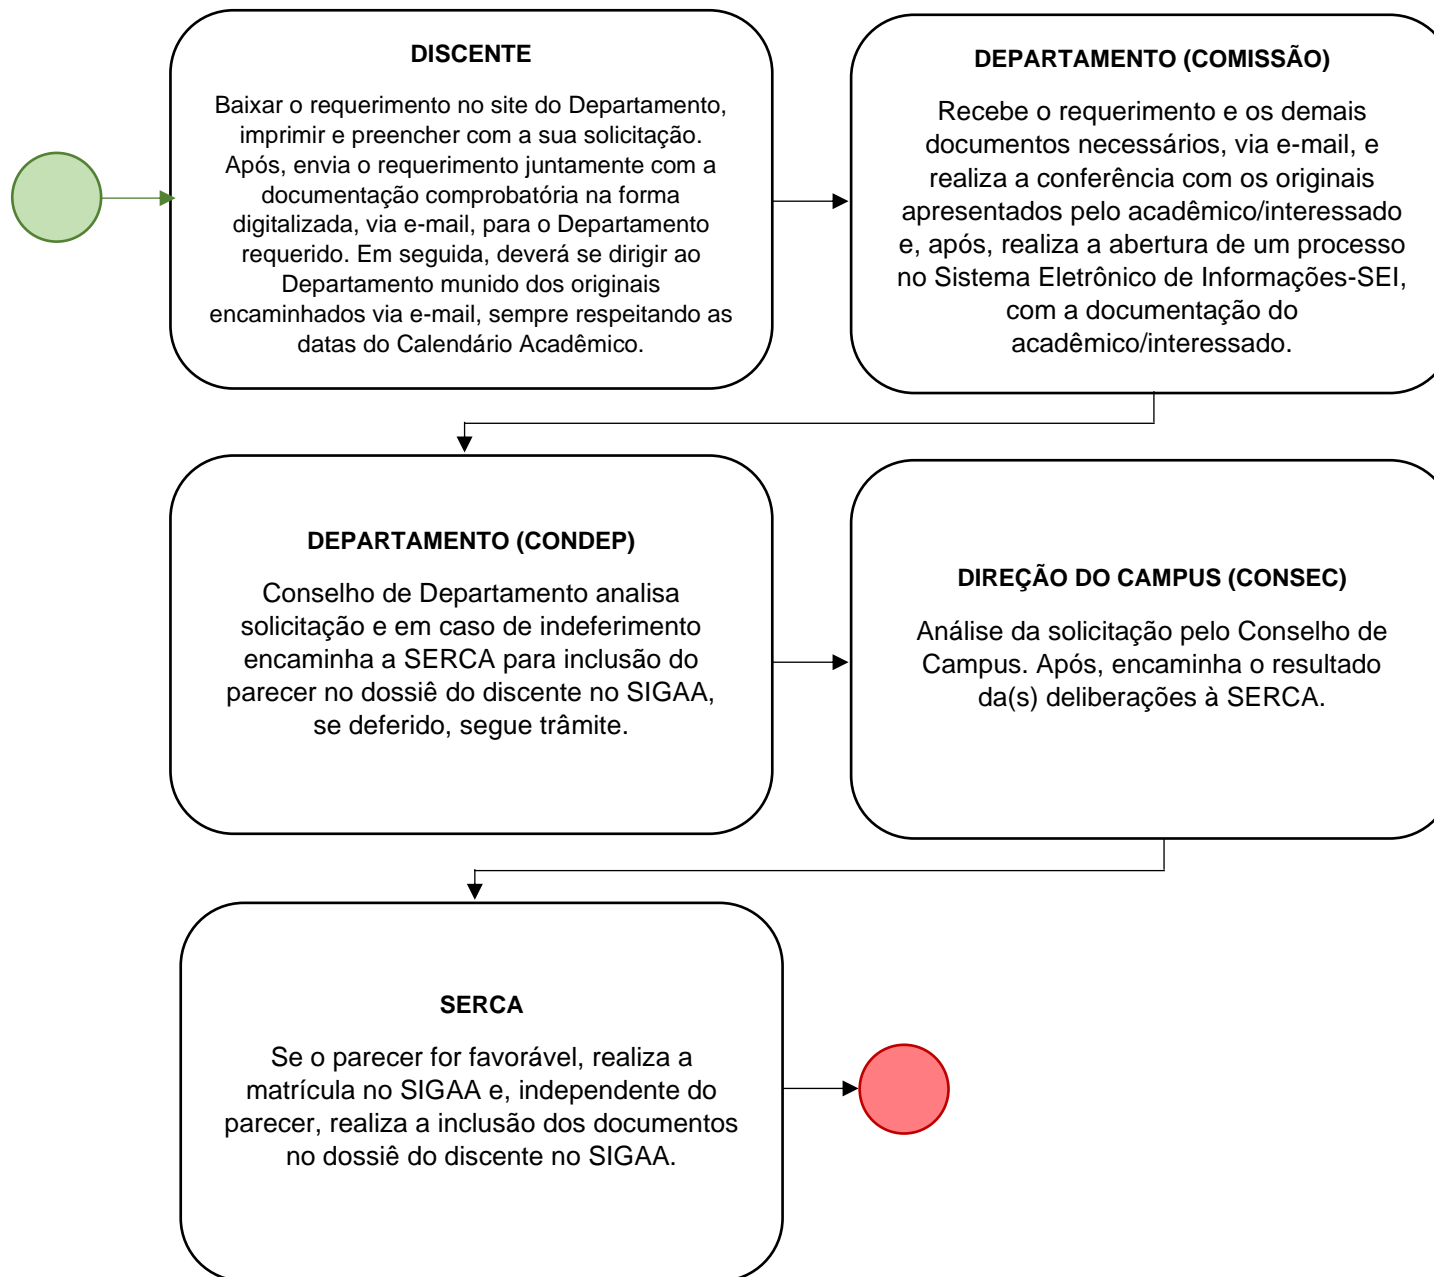 DISCENTE
Baixar o requerimento no site do Departamento,
imprimir e preencher com a sua solicitação.
Após, envia o requerimento juntamente com a
documentação comprobatória na forma
digitalizada, via e-mail, para o Departamento
requerido. Em seguida, deverá se dirigir ao
Departamento munido dos originais
encaminhados via e-mail, sempre respeitando as
datas do Calendário Acadêmico.
DEPARTAMENTO (COMISSÃO)
Recebe o requerimento e os demais
documentos necessários, via e-mail, e
realiza a conferência com os originais
apresentados pelo acadêmico/interessado
e, após, realiza a abertura de um processo
no Sistema Eletrônico de Informações-SEI,
com a documentação do
acadêmico/interessado.
DEPARTAMENTO (CONDEP)
Conselho de Departamento analisa
solicitação e em caso de indeferimento
encaminha a SERCA para inclusão do
parecer no dossiê do discente no SIGAA,
se deferido, segue trâmite.
DIREÇÃO DO CAMPUS (CONSEC)
Análise da solicitação pelo Conselho de
Campus. Após, encaminha o resultado
da(s) deliberações à SERCA.
SERCA
Se o parecer for favorável, realiza a
matrícula no SIGAA e, independente do
parecer, realiza a inclusão dos documentos
no dossiê do discente no SIGAA.